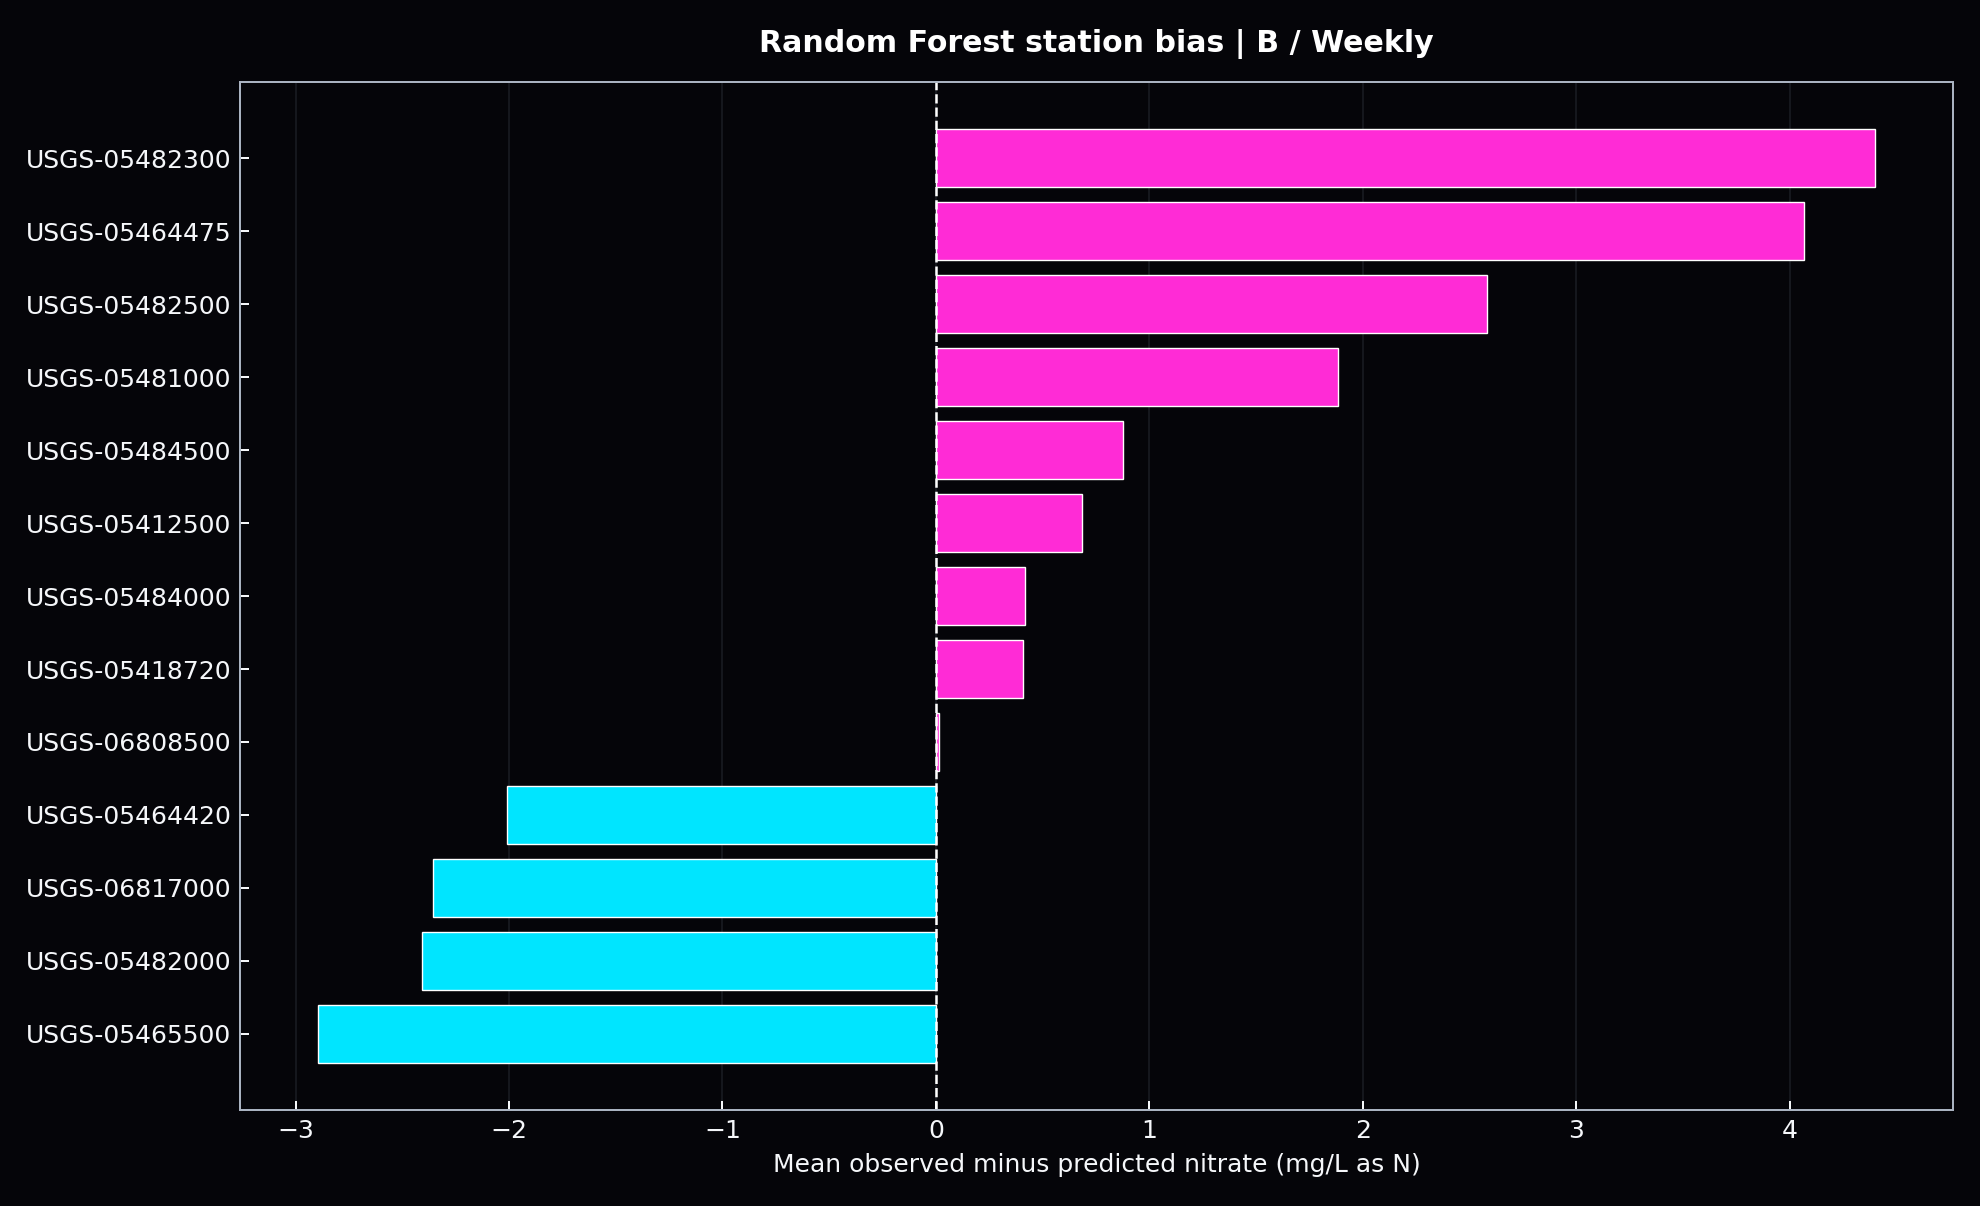 Random Forest station bias | B / Weekly
USGS-05482300
USGS-05464475
USGS-05482500
USGS-05481000
USGS-05484500
USGS-05412500
USGS-05484000
USGS-05418720
USGS-06808500
USGS-05464420
USGS-06817000
USGS-05482000
USGS-05465500
−3 −2 −1 0 1 2 3 4
Mean observed minus predicted nitrate (mg/L as N)